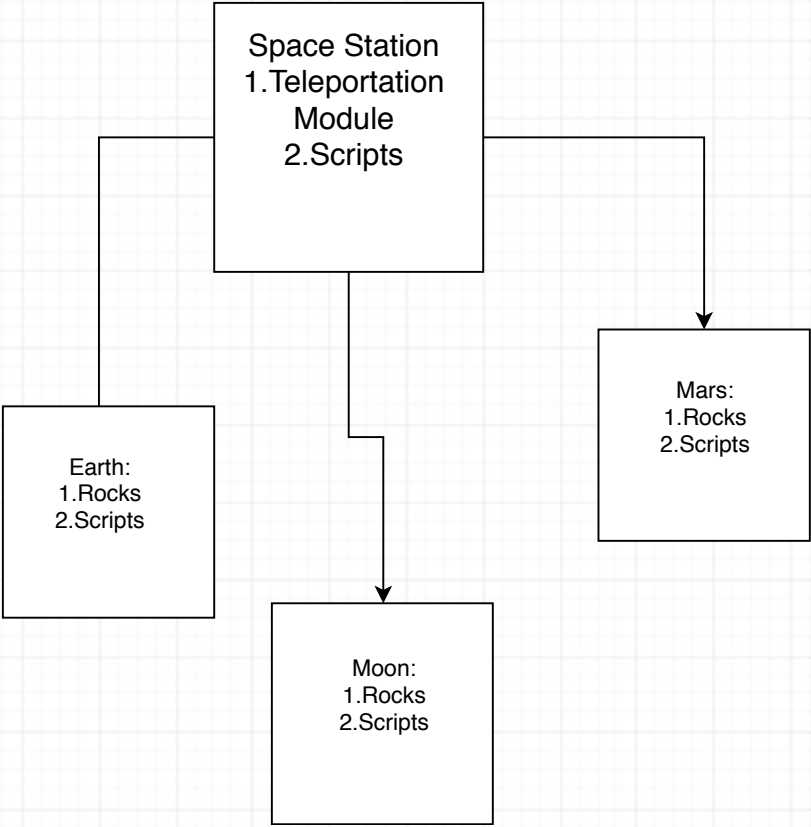 Space Station
1.Teleportation
Module
2.Scripts
Mars:
1.Rocks
2.Scripts
Earth:
1.Rocks
2.Scripts
Moon:
1.Rocks
2.Scripts